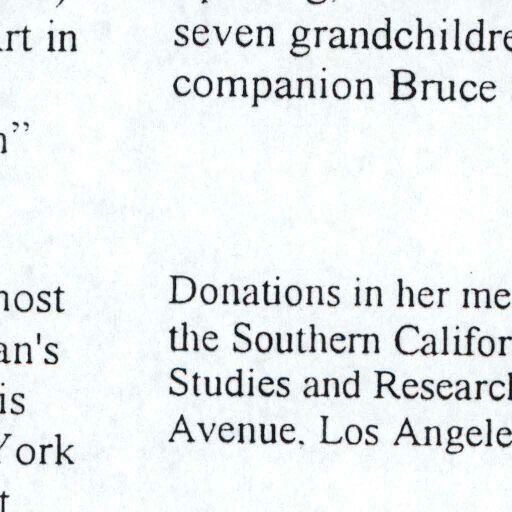 rt in
n”
nost
an's
is
York
t
seven grandchildre
companion Bruce
Donations in her me
the Southern Califor
Studies and Research
Avenue. Los Angele